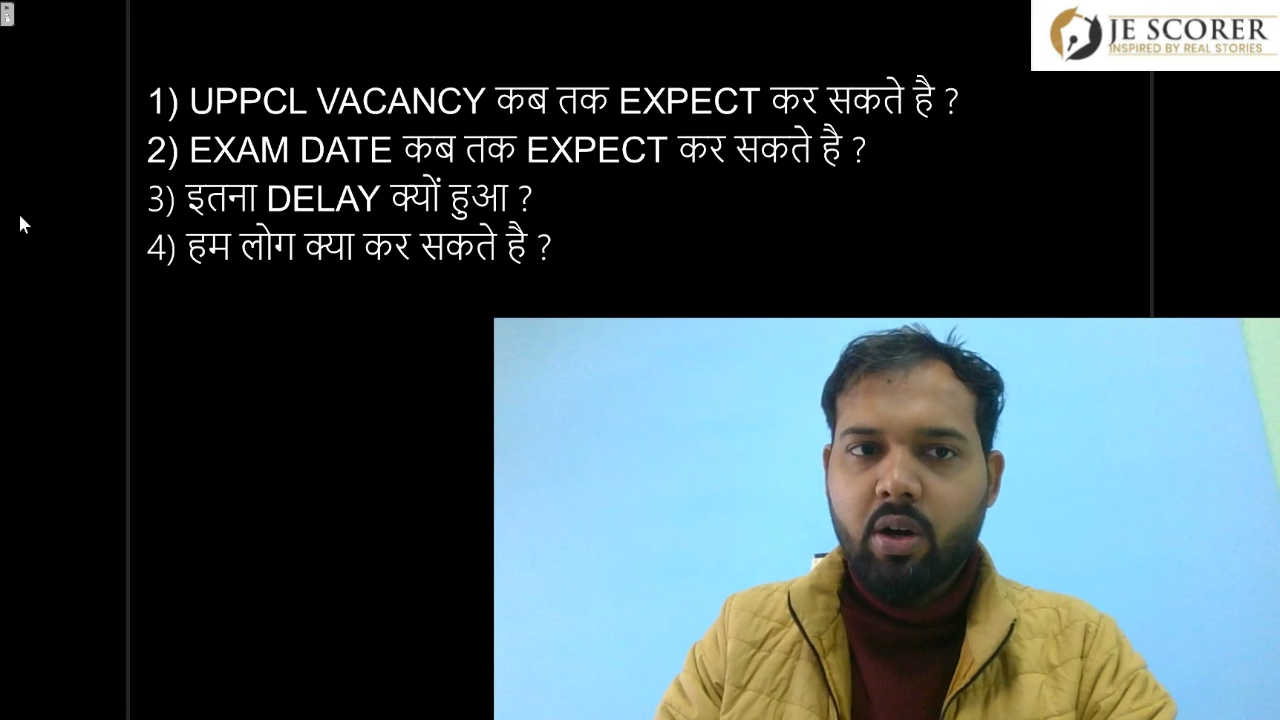 JE SCORER
INSPIRED BY REAL STORIES
1) UPPCL VACANCY कब तक EXPECT कर सकते है ?
2) EXAM DATE कब तक EXPECT कर सकते है ?
3) इतना DELAY क्यों हुआ ?
4) हम लोग क्या कर सकते है ?